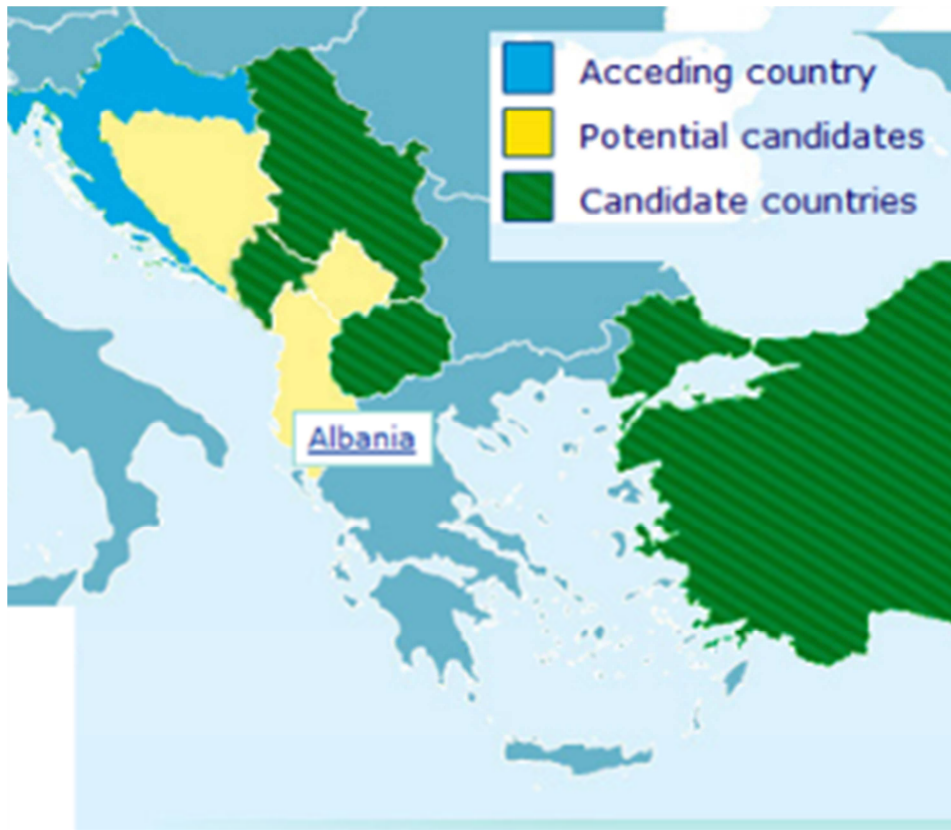 Acceding country
Potential candidates
Candidate countries
Albania